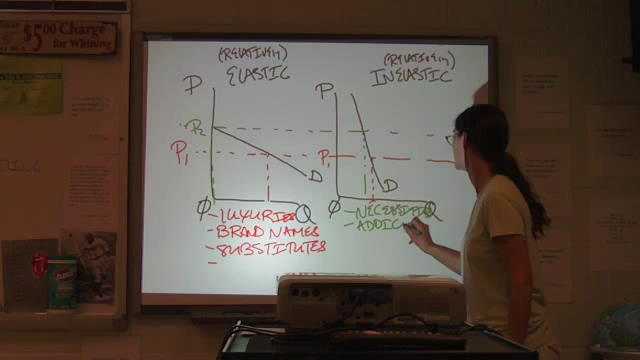 $5.00 Charge
for Whining
(RELATIVELY)
ELASTIC
P
P2
P1
D
Ø
Q
- LUXURIES
- BRAND NAMES
- SUBSTITUTES
-
(RELATIVELY)
INELASTIC
P
P1
D
Ø
Q
- NECESSITIES
- ADDIC